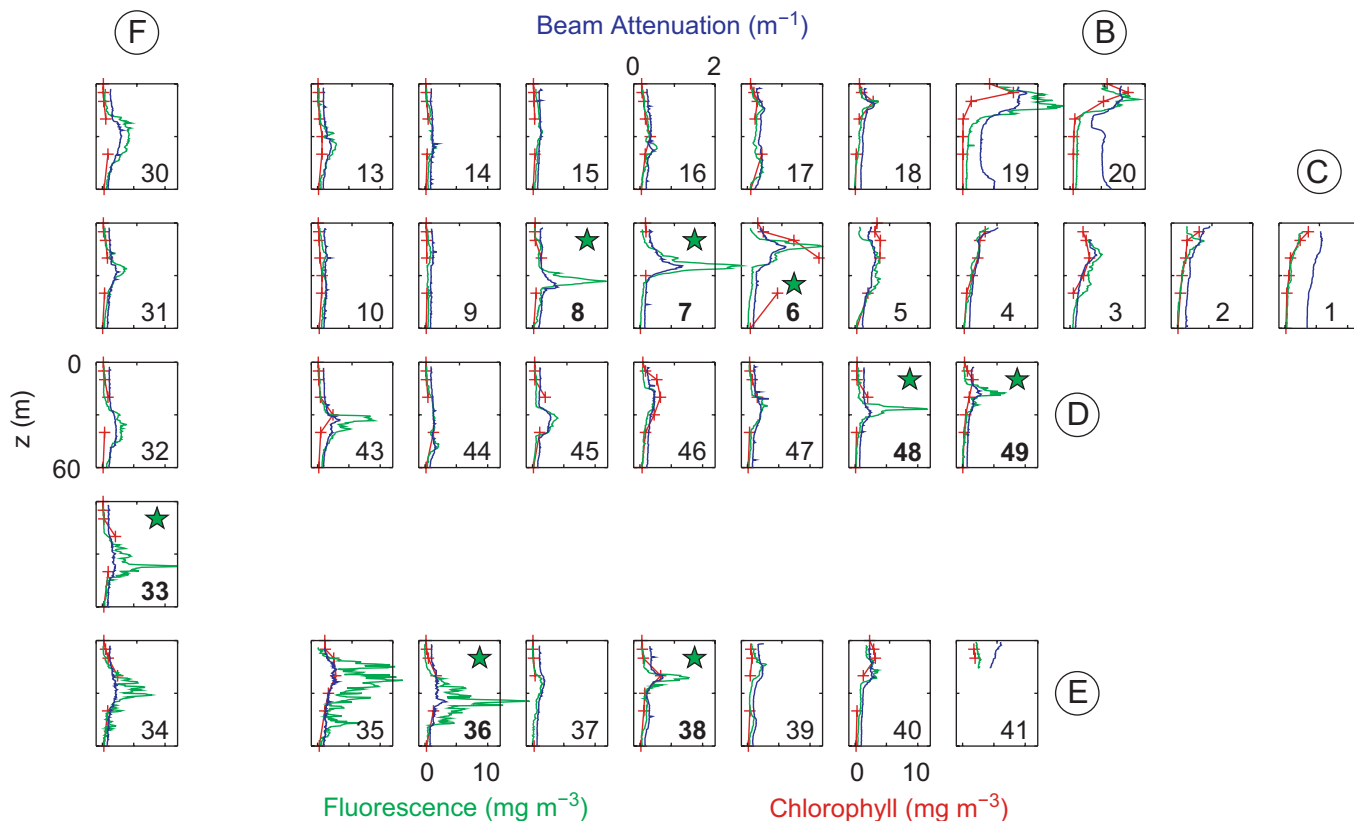 F
Beam Attenuation (m⁻¹)
B
0 2
30 13 14 15 16 17 18 19 20
C
31 10 9 8 7 6 5 4 3 2 1
0
z (m)
32 43 44 45 46 47 48 49
D
60
33
34 35 36 37 38 39 40 41
E
0 10 0 10
Fluorescence (mg m⁻³) Chlorophyll (mg m⁻³)